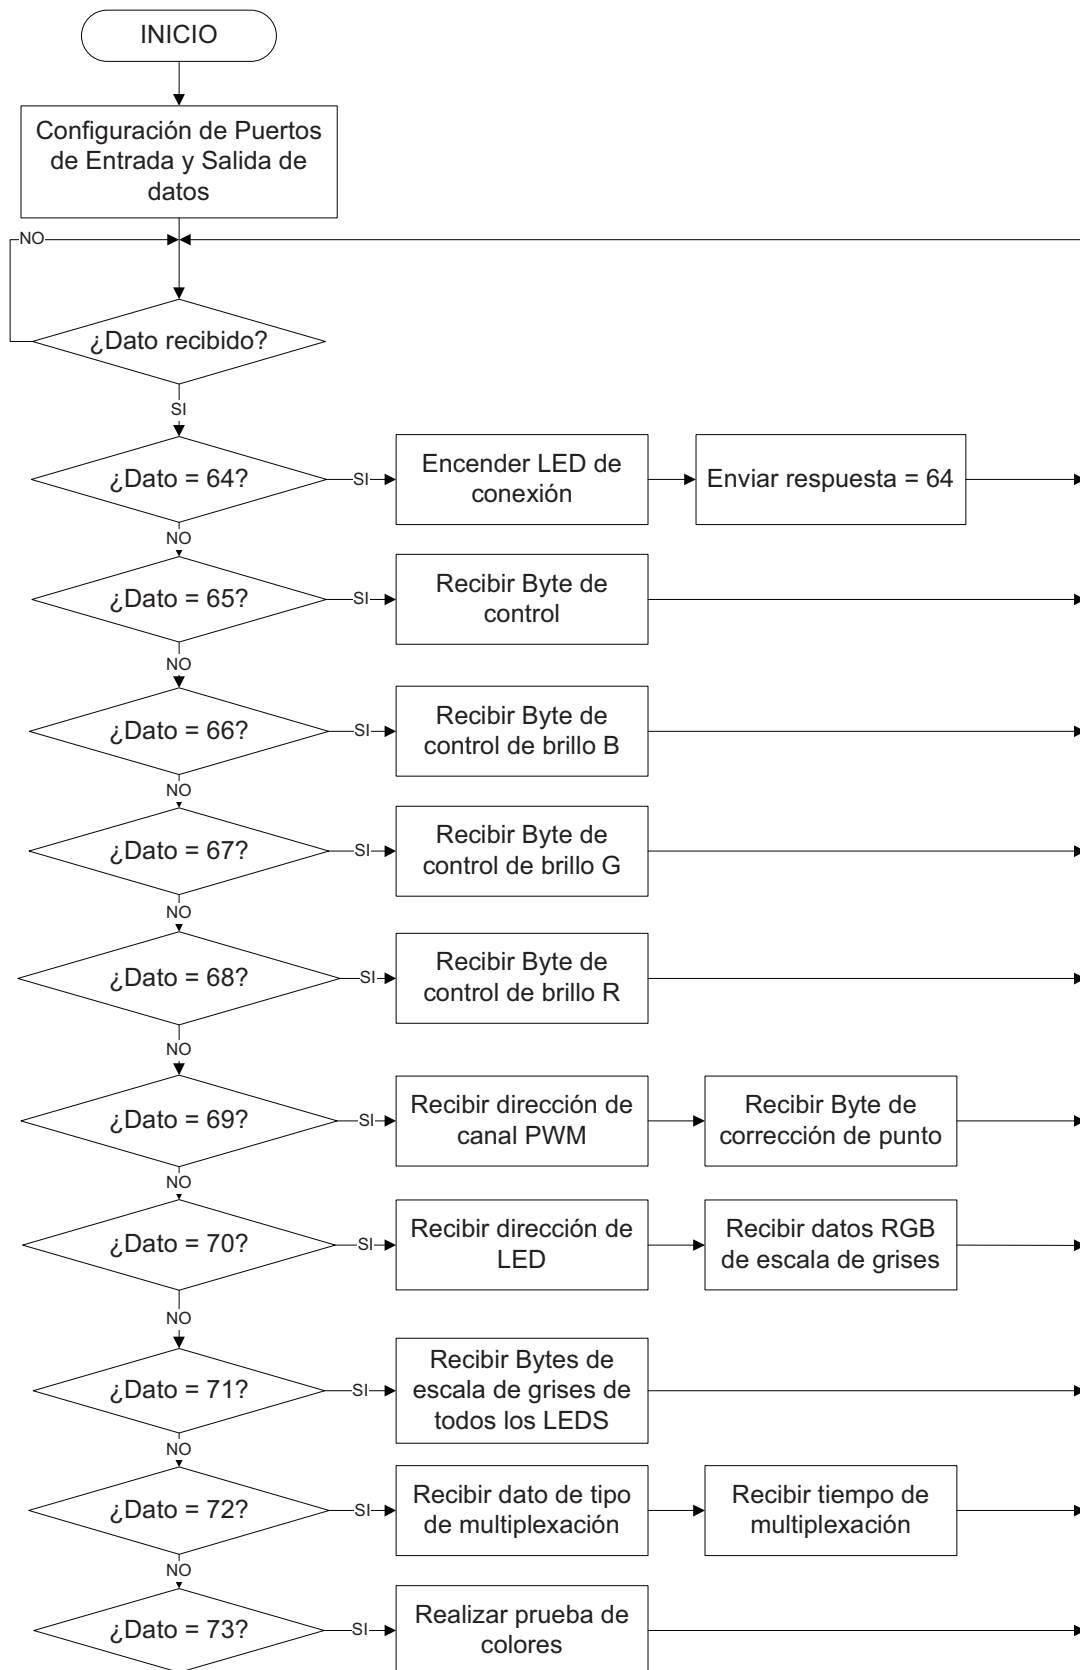 INICIO
Configuración de Puertos
de Entrada y Salida de
datos
NO
¿Dato recibido?
SI
¿Dato = 64?
SI
Encender LED de
conexión
Enviar respuesta = 64
NO
¿Dato = 65?
SI
Recibir Byte de
control
NO
¿Dato = 66?
SI
Recibir Byte de
control de brillo B
NO
¿Dato = 67?
SI
Recibir Byte de
control de brillo G
NO
¿Dato = 68?
SI
Recibir Byte de
control de brillo R
NO
¿Dato = 69?
SI
Recibir dirección de
canal PWM
Recibir Byte de
corrección de punto
NO
¿Dato = 70?
SI
Recibir dirección de
LED
Recibir datos RGB
de escala de grises
NO
¿Dato = 71?
SI
Recibir Bytes de
escala de grises de
todos los LEDS
NO
¿Dato = 72?
SI
Recibir dato de tipo
de multiplexación
Recibir tiempo de
multiplexación
NO
¿Dato = 73?
SI
Realizar prueba de
colores